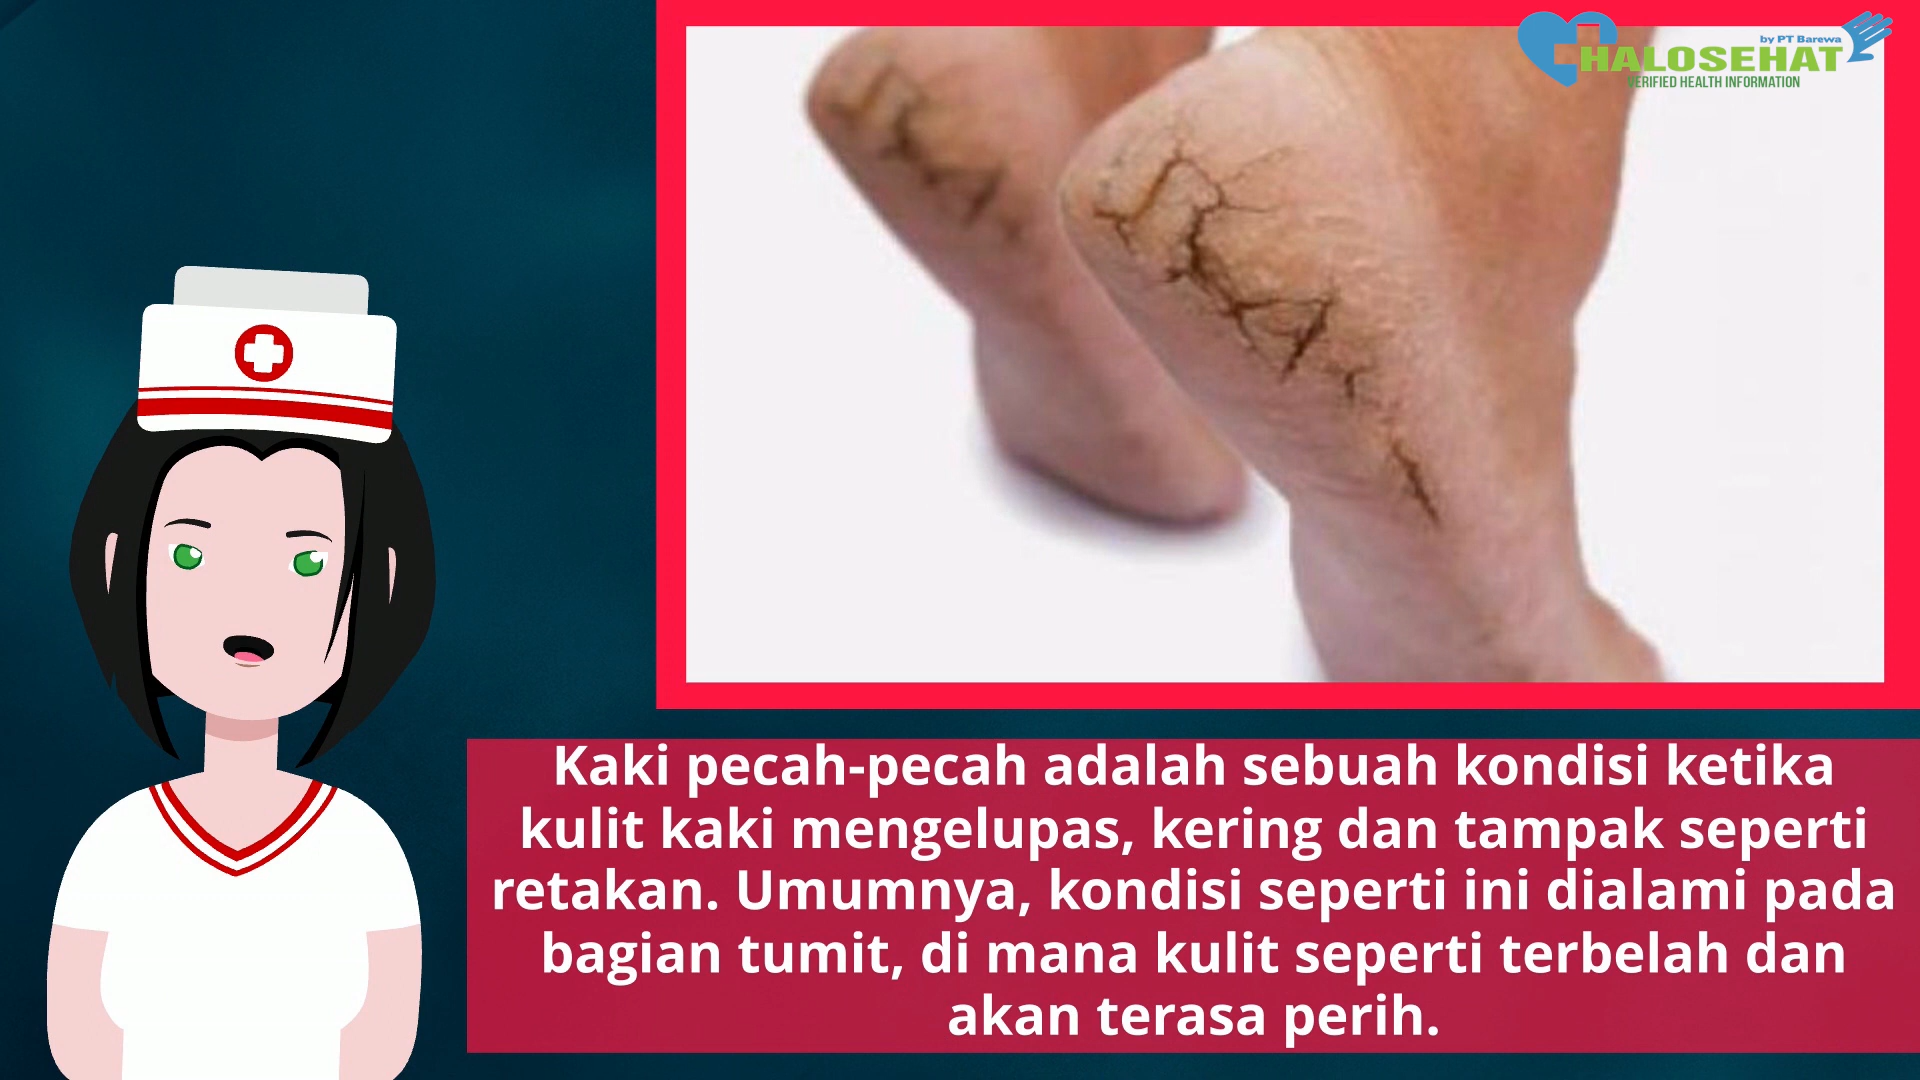 by PT Barewa
HALOSEHAT
VERIFIED HEALTH INFORMATION
Kaki pecah-pecah adalah sebuah kondisi ketika
kulit kaki mengelupas, kering dan tampak seperti
retakan. Umumnya, kondisi seperti ini dialami pada
bagian tumit, di mana kulit seperti terbelah dan
akan terasa perih.